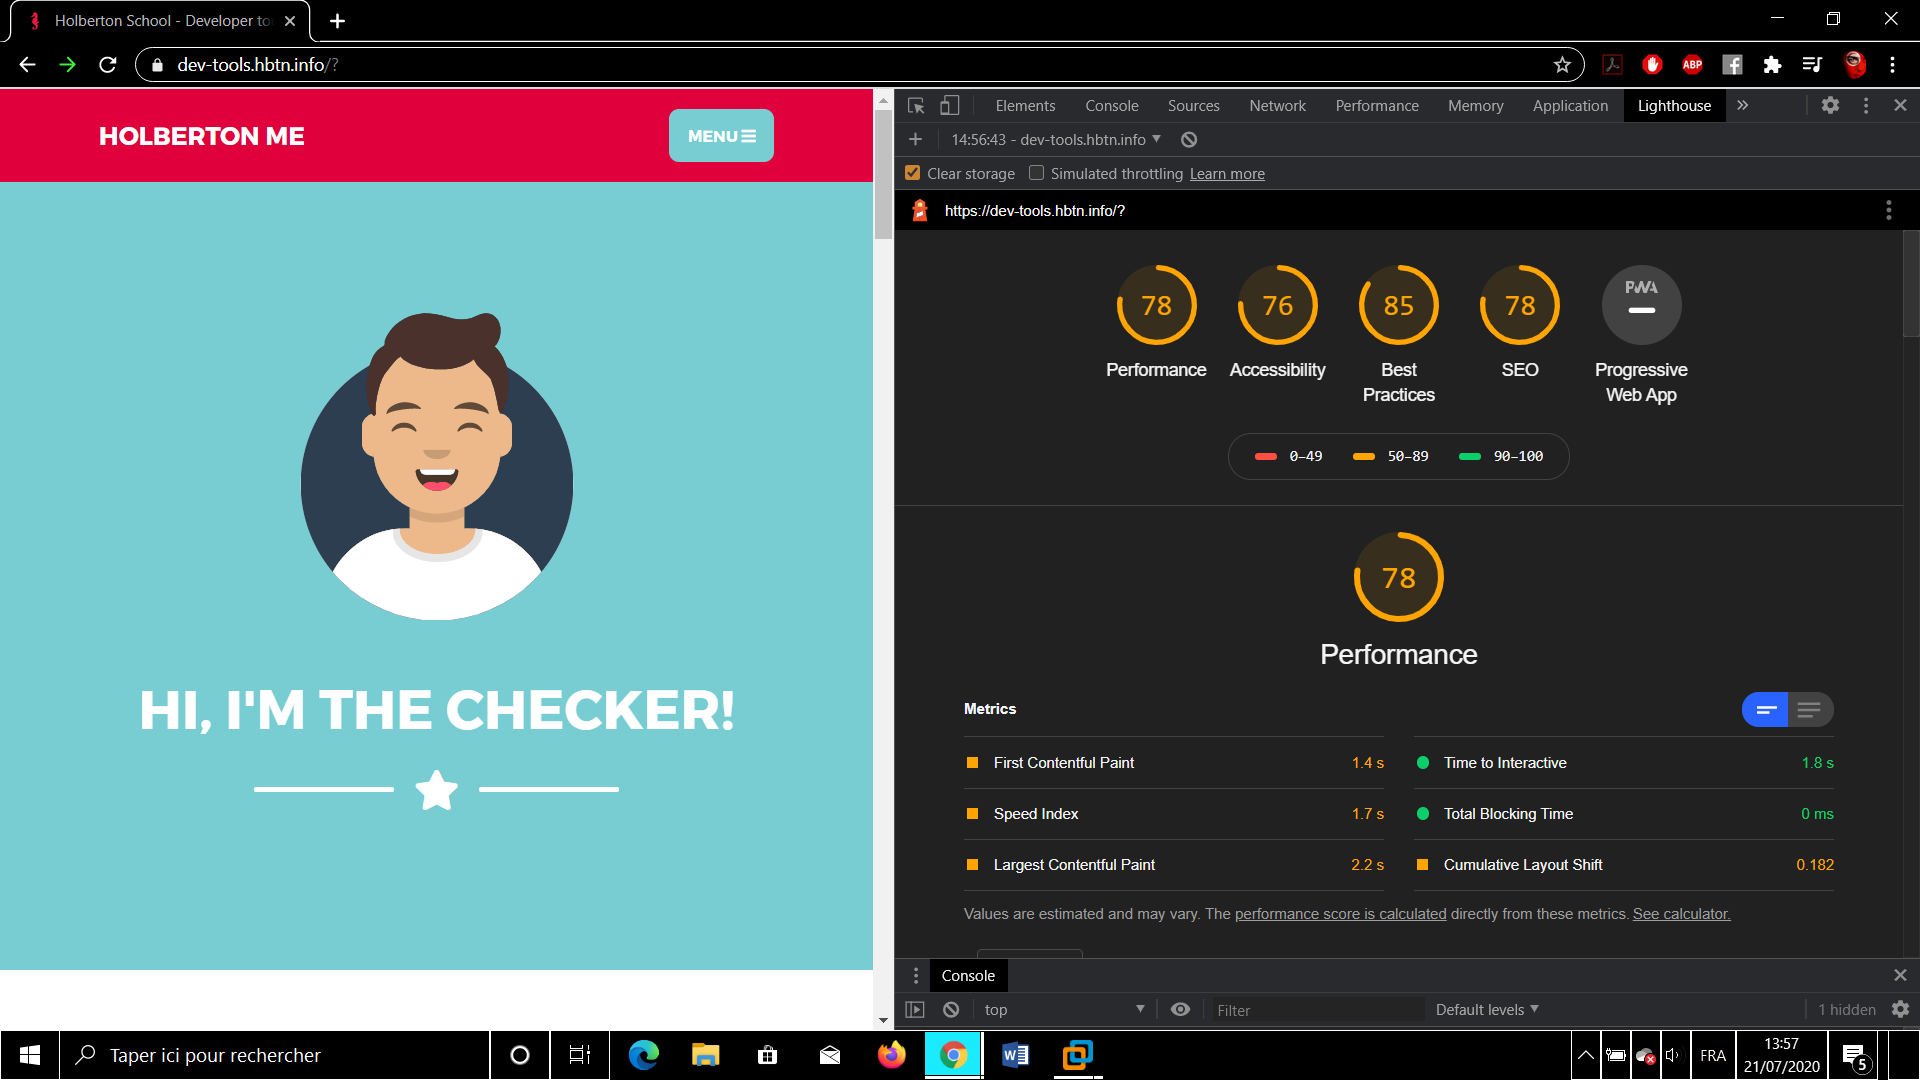 Holberton School - Developer to
dev-tools.hbtn.info/?
ABP
HOLBERTON ME
MENU
HI, I'M THE CHECKER!
Elements Console Sources Network Performance Memory Application Lighthouse
14:56:43 - dev-tools.hbtn.info
Clear storage Simulated throttling Learn more
https://dev-tools.hbtn.info/?
78 76 85 78 PWA
Performance Accessibility Best Practices SEO Progressive Web App
0–49 50–89 90–100
78
Performance
Metrics
First Contentful Paint 1.4 s Time to Interactive 1.8 s
Speed Index 1.7 s Total Blocking Time 0 ms
Largest Contentful Paint 2.2 s Cumulative Layout Shift 0.182
Values are estimated and may vary. The performance score is calculated directly from these metrics. See calculator.
Console
top Filter Default levels 1 hidden
Taper ici pour rechercher
FRA
13:57
21/07/2020
5